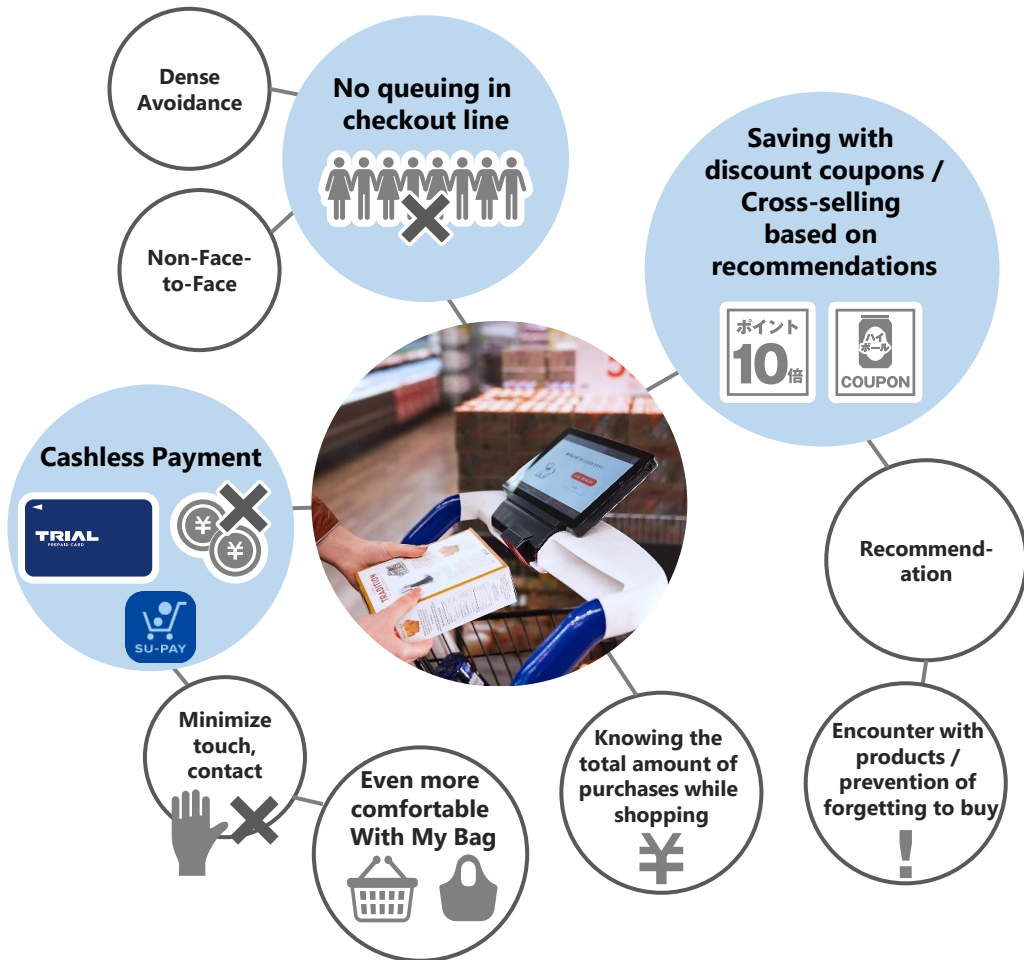 Dense
Avoidance
No queuing in
checkout line
Non-Face-
to-Face
Saving with
discount coupons /
Cross-selling
based on
recommendations
ポイント
10倍
ハイ
ボール
COUPON
Cashless Payment
TRIAL
PREPAID CARD
¥
¥
SU-PAY
TRADITION
Recommend-
ation
Minimize
touch,
contact
Even more
comfortable
With My Bag
Knowing the
total amount of
purchases while
shopping
¥
Encounter with
products /
prevention of
forgetting to buy
!